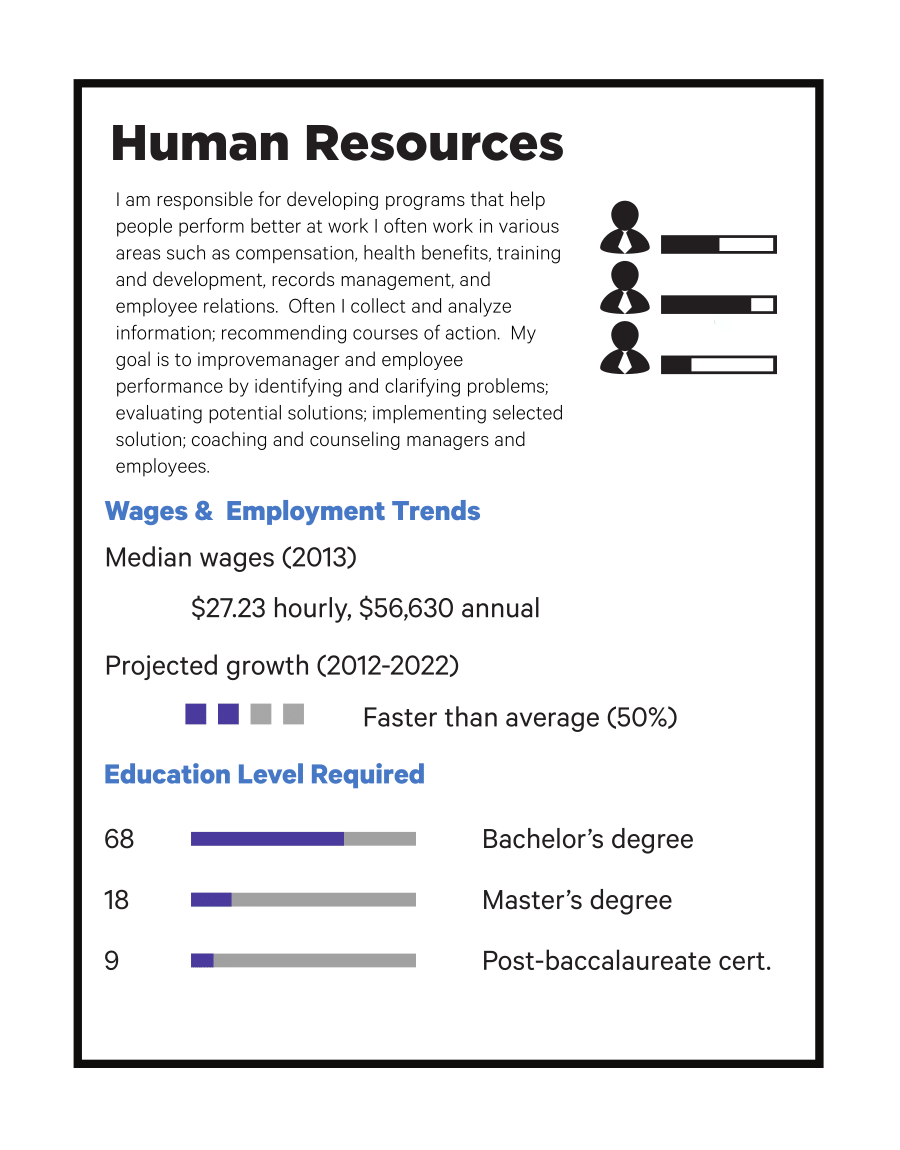 Human Resources
I am responsible for developing programs that help
people perform better at work I often work in various
areas such as compensation, health benefits, training
and development, records management, and
employee relations.  Often I collect and analyze
information; recommending courses of action.  My
goal is to improvemanager and employee
performance by identifying and clarifying problems;
evaluating potential solutions; implementing selected
solution; coaching and counseling managers and
employees.
Wages &  Employment Trends
Median wages (2013)
$27.23 hourly, $56,630 annual
Projected growth (2012-2022)
Faster than average (50%)
Education Level Required
68 Bachelor’s degree
18 Master’s degree
9 Post-baccalaureate cert.